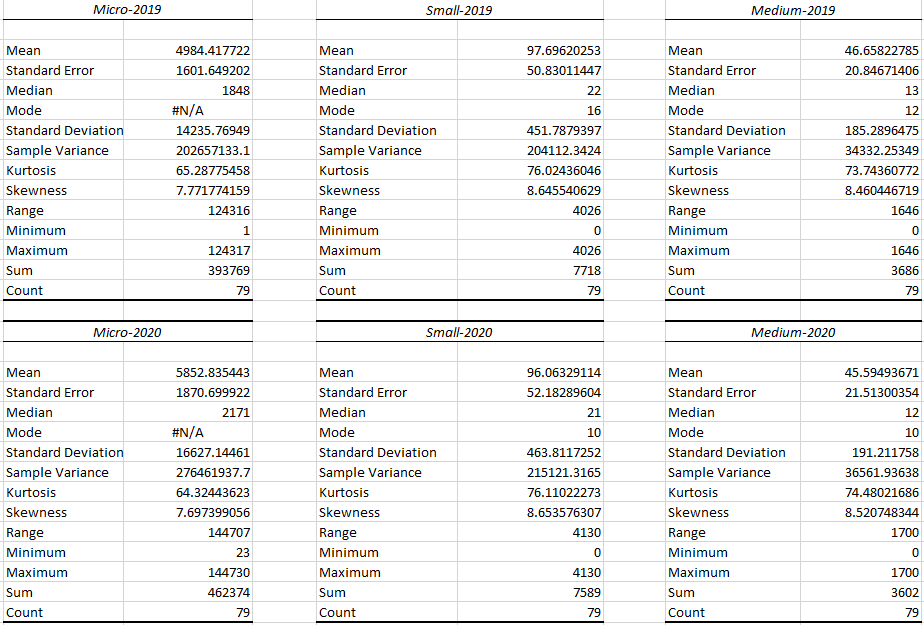 Micro-2019 Small-2019 Medium-2019
Mean 4984.417722 Mean 97.69620253 Mean 46.65822785
Standard Error 1601.649202 Standard Error 50.83011447 Standard Error 20.84671406
Median 1848 Median 22 Median 13
Mode #N/A Mode 16 Mode 12
Standard Deviation 14235.76949 Standard Deviation 451.7879397 Standard Deviation 185.2896475
Sample Variance 202657133.1 Sample Variance 204112.3424 Sample Variance 34332.25349
Kurtosis 65.28775458 Kurtosis 76.02436046 Kurtosis 73.74360772
Skewness 7.771774159 Skewness 8.645540629 Skewness 8.460446719
Range 124316 Range 4026 Range 1646
Minimum 1 Minimum 0 Minimum 0
Maximum 124317 Maximum 4026 Maximum 1646
Sum 393769 Sum 7718 Sum 3686
Count 79 Count 79 Count 79
Micro-2020 Small-2020 Medium-2020
Mean 5852.835443 Mean 96.06329114 Mean 45.59493671
Standard Error 1870.699922 Standard Error 52.18289604 Standard Error 21.51300354
Median 2171 Median 21 Median 12
Mode #N/A Mode 10 Mode 10
Standard Deviation 16627.14461 Standard Deviation 463.8117252 Standard Deviation 191.211758
Sample Variance 276461937.7 Sample Variance 215121.3165 Sample Variance 36561.93638
Kurtosis 64.32443623 Kurtosis 76.11022273 Kurtosis 74.48021686
Skewness 7.697399056 Skewness 8.653576307 Skewness 8.520748344
Range 144707 Range 4130 Range 1700
Minimum 23 Minimum 0 Minimum 0
Maximum 144730 Maximum 4130 Maximum 1700
Sum 462374 Sum 7589 Sum 3602
Count 79 Count 79 Count 79